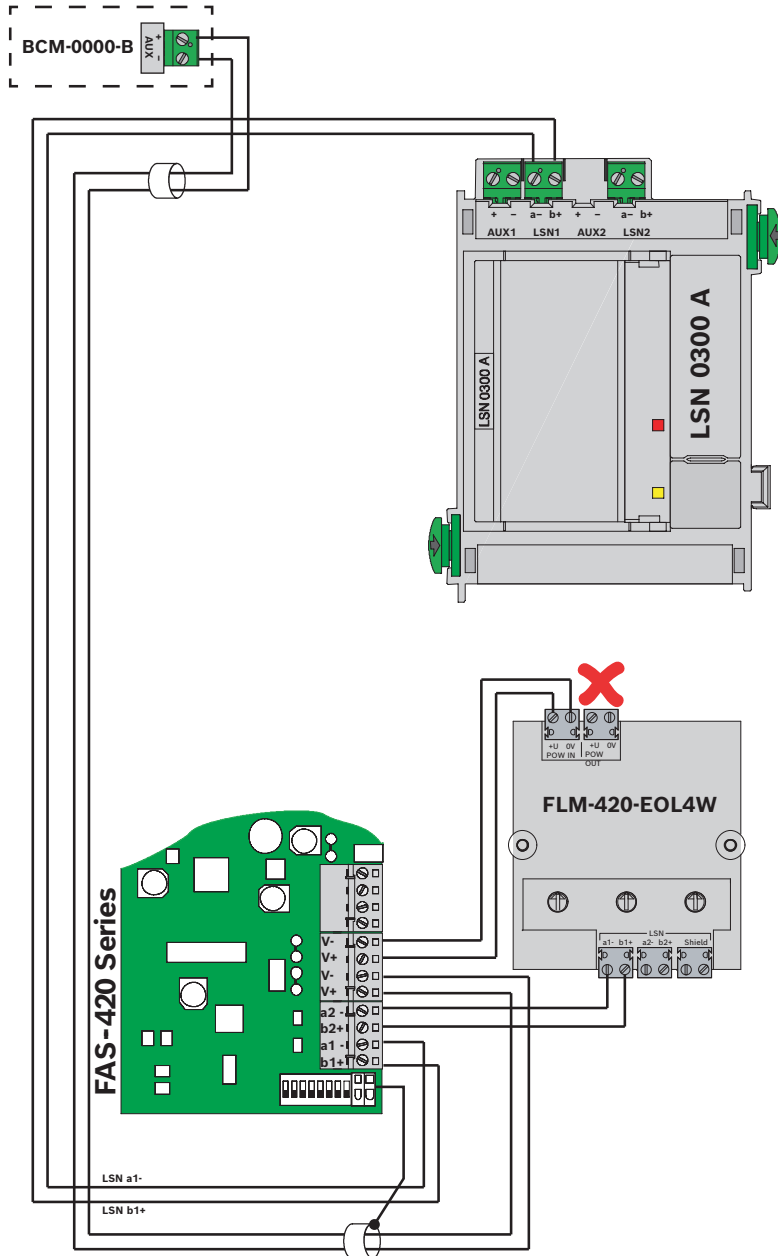 BCM-0000-B
AUX
+ −
+ − a− b+ + − a− b+
AUX1 LSN1 AUX2 LSN2
LSN 0300 A
LSN 0300 A
+U 0V +U 0V
POW IN POW
OUT
FLM-420-EOL4W
LSN
a1- b1+ a2- b2+ Shield
FAS-420 Series
V-
V+
V-
V+
a2 -
b2+
a1 -
b1+
LSN a1-
LSN b1+